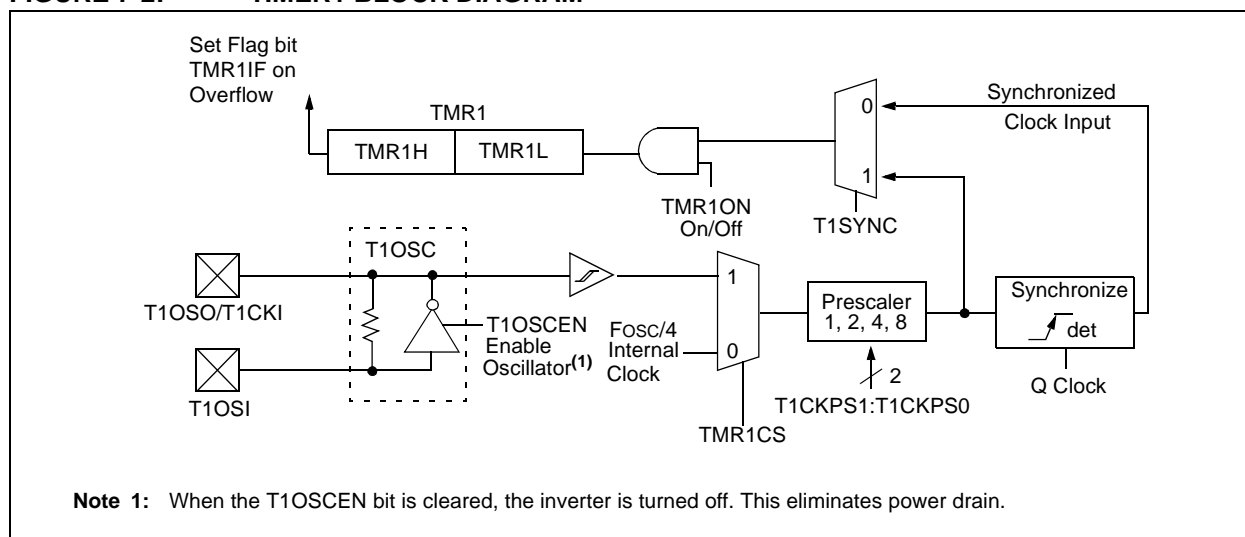 Set Flag bit
TMR1IF on
Overflow
TMR1
TMR1H
TMR1L
0
1
Synchronized
Clock Input
TMR1ON
On/Off
T1SYNC
T1OSC
T1OSO/T1CKI
T1OSI
T1OSCEN
Enable
Oscillator(1)
FOSC/4
Internal
Clock
1
0
TMR1CS
Prescaler
1, 2, 4, 8
2
T1CKPS1:T1CKPS0
Synchronize
det
Q Clock
Note 1: When the T1OSCEN bit is cleared, the inverter is turned off. This eliminates power drain.